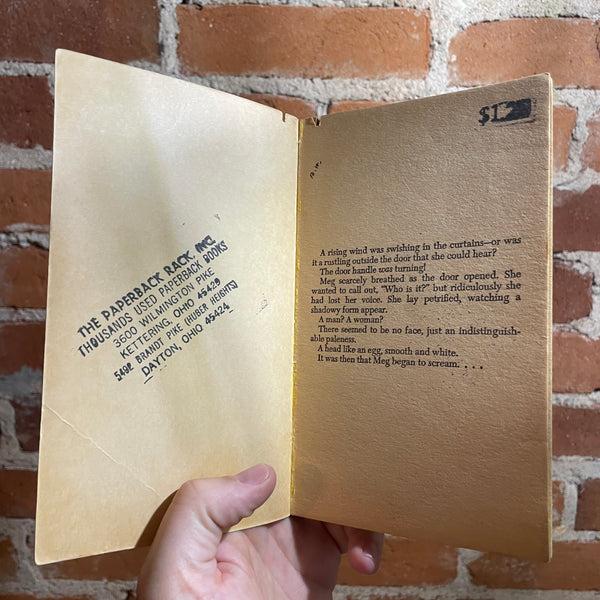 THE PAPERBACK RACK, INC.
THOUSANDS USED PAPERBACK BOOKS
3600 WILMINGTON PIKE
KETTERING, OHIO 45429
5492 BRANDT PIKE (HUBER HEIGHTS)
DAYTON, OHIO 45424
A rising wind was swishing in the curtains—or was
it a rustling outside the door that she could hear?
The door handle was turning!
Meg scarcely breathed as the door opened. She
wanted to call out, "Who is it?" but ridiculously she
had lost her voice. She lay petrified, watching a
shadowy form appear.
A man? A woman?
There seemed to be no face, just an indistinguish-
able paleness.
A head like an egg, smooth and white.
It was then that Meg began to scream. . . .